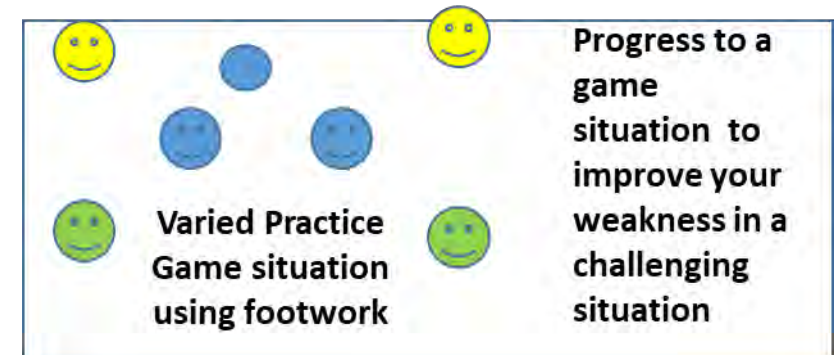 Progress to a
game
situation to
improve your
weakness in a
challenging
situation
Varied Practice
Game situation
using footwork